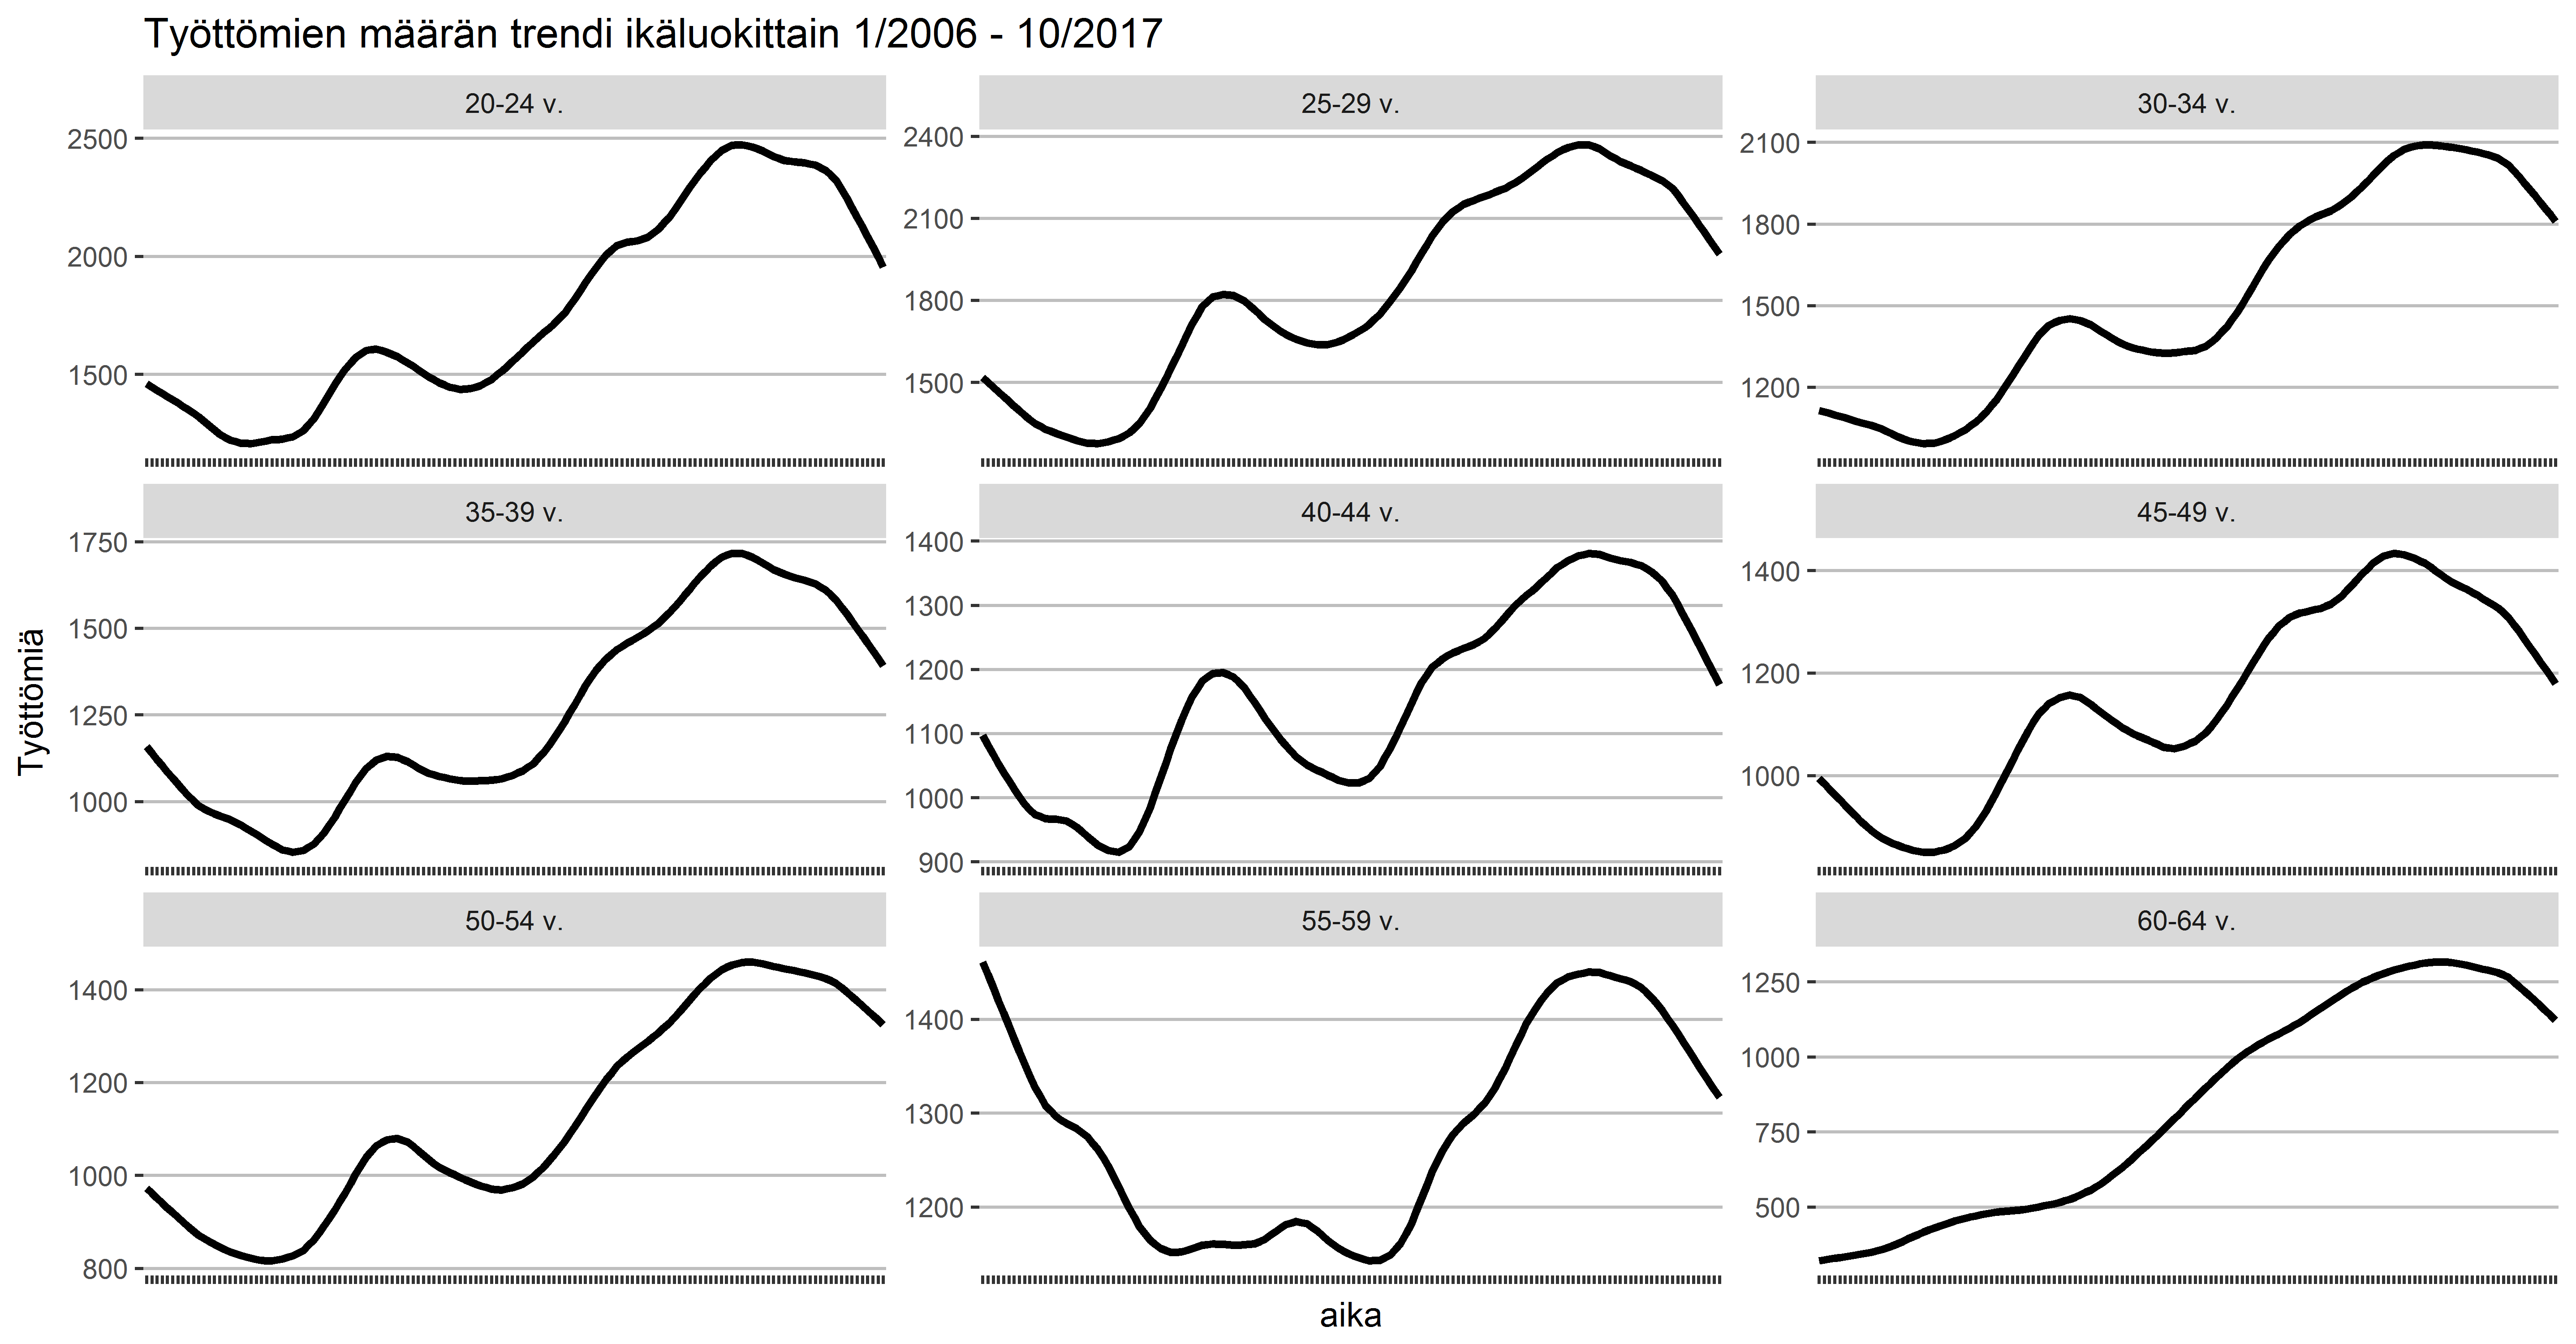 Työttömien määrän trendi ikäluokittain 1/2006 - 10/2017
20-24 v.
2500
2000
1500
25-29 v.
2400
2100
1800
1500
30-34 v.
2100
1800
1500
1200
Työttömiä
35-39 v.
1750
1500
1250
1000
40-44 v.
1400
1300
1200
1100
1000
900
45-49 v.
1400
1200
1000
50-54 v.
1400
1200
1000
800
55-59 v.
1400
1300
1200
60-64 v.
1250
1000
750
500
aika